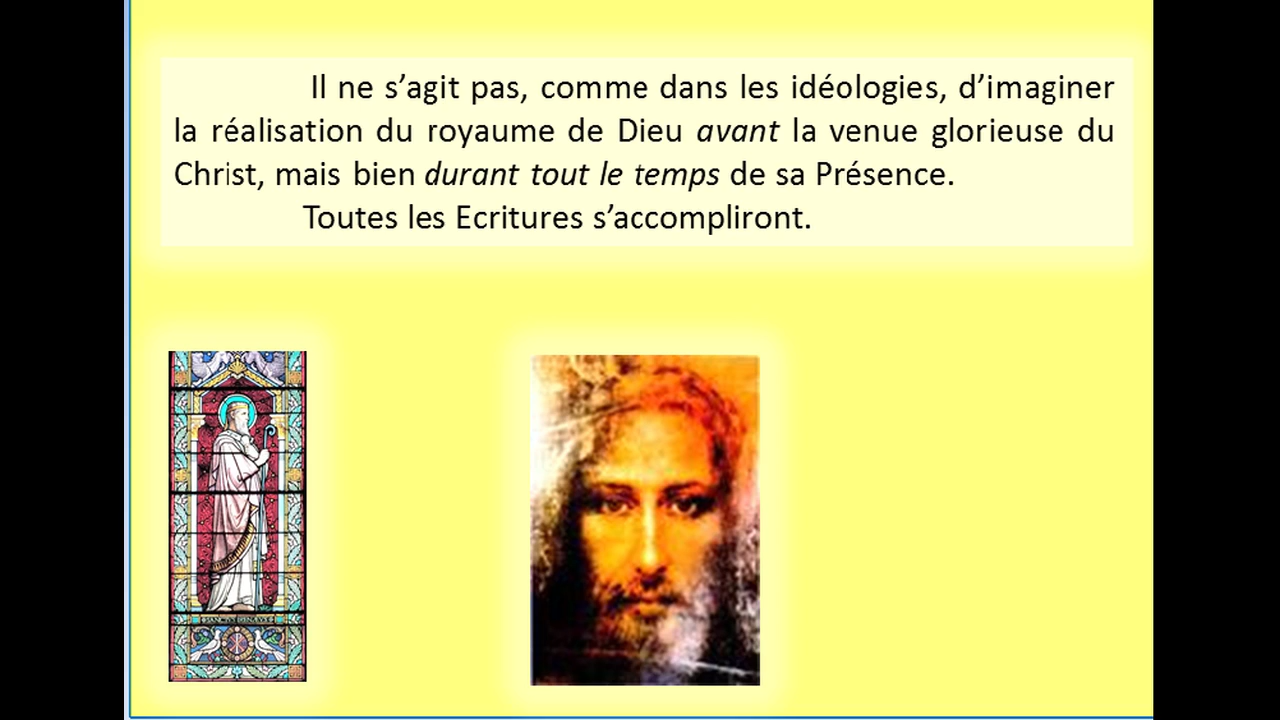 Il ne s’agit pas, comme dans les idéologies, d’imaginer
la réalisation du royaume de Dieu avant la venue glorieuse du
Christ, mais bien durant tout le temps de sa Présence.
Toutes les Ecritures s’accompliront.